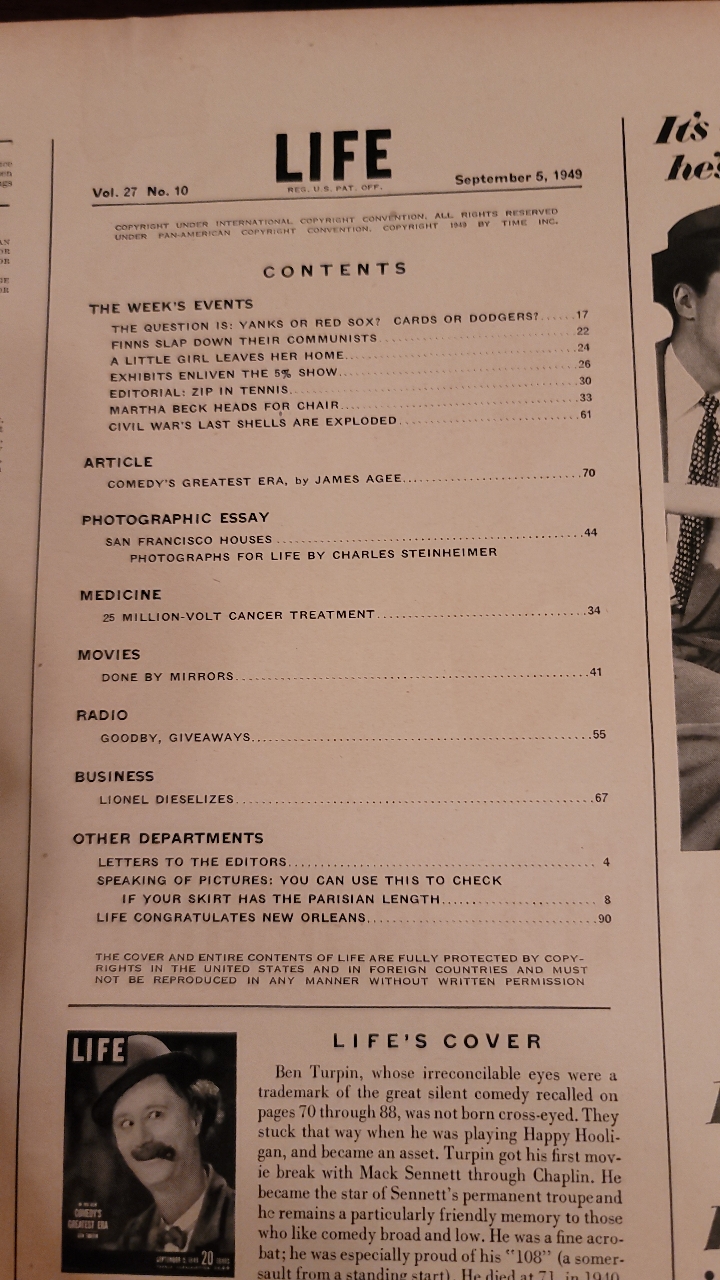 LIFE
Vol. 27 No. 10
REG. U.S. PAT. OFF.
September 5, 1949
COPYRIGHT UNDER INTERNATIONAL COPYRIGHT CONVENTION. ALL RIGHTS RESERVED
UNDER PAN-AMERICAN COPYRIGHT CONVENTION. COPYRIGHT 1949 BY TIME INC.
CONTENTS
THE WEEK'S EVENTS
THE QUESTION IS: YANKS OR RED SOX? CARDS OR DODGERS?......17
FINNS SLAP DOWN THEIR COMMUNISTS......22
A LITTLE GIRL LEAVES HER HOME......24
EXHIBITS ENLIVEN THE 5% SHOW......26
EDITORIAL: ZIP IN TENNIS......30
MARTHA BECK HEADS FOR CHAIR......33
CIVIL WAR'S LAST SHELLS ARE EXPLODED......61
ARTICLE
COMEDY'S GREATEST ERA, by JAMES AGEE......70
PHOTOGRAPHIC ESSAY
SAN FRANCISCO HOUSES......44
PHOTOGRAPHS FOR LIFE BY CHARLES STEINHEIMER
MEDICINE
25 MILLION-VOLT CANCER TREATMENT......34
MOVIES
DONE BY MIRRORS......41
RADIO
GOODBY, GIVEAWAYS......55
BUSINESS
LIONEL DIESELIZES......67
OTHER DEPARTMENTS
LETTERS TO THE EDITORS......4
SPEAKING OF PICTURES: YOU CAN USE THIS TO CHECK
IF YOUR SKIRT HAS THE PARISIAN LENGTH......8
LIFE CONGRATULATES NEW ORLEANS......90
THE COVER AND ENTIRE CONTENTS OF LIFE ARE FULLY PROTECTED BY COPY-
RIGHTS IN THE UNITED STATES AND IN FOREIGN COUNTRIES AND MUST
NOT BE REPRODUCED IN ANY MANNER WITHOUT WRITTEN PERMISSION
LIFE
COMEDY'S
GREATEST ERA
20
LIFE'S COVER
Ben Turpin, whose irreconcilable eyes were a
trademark of the great silent comedy recalled on
pages 70 through 88, was not born cross-eyed. They
stuck that way when he was playing Happy Hooli-
gan, and became an asset. Turpin got his first mov-
ie break with Mack Sennett through Chaplin. He
became the star of Sennett's permanent troupe and
he remains a particularly friendly memory to those
who like comedy broad and low. He was a fine acro-
bat; he was especially proud of his "108" (a somer-
sault from a standing start). He died at 71, in 1940
It's
he's